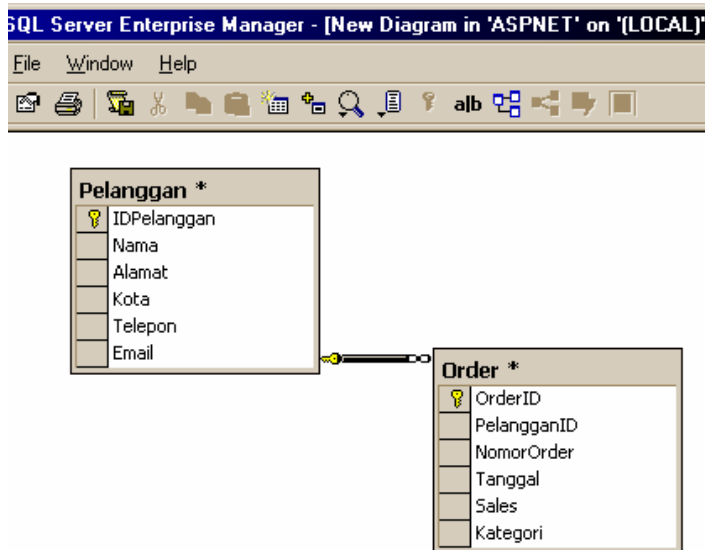 SQL Server Enterprise Manager - [New Diagram in 'ASPNET' on '(LOCAL)'
File Window Help
a|b
Pelanggan *
IDPelanggan
Nama
Alamat
Kota
Telepon
Email
Order *
OrderID
PelangganID
NomorOrder
Tanggal
Sales
Kategori